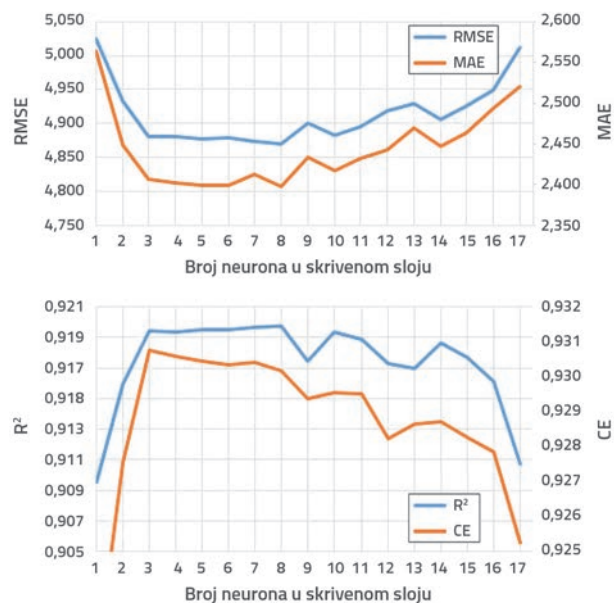 5,050
5,000
4,950
4,900
4,850
4,800
4,750
RMSE
2,600
2,550
2,500
2,450
2,400
2,350
MAE
RMSE
MAE
1 2 3 4 5 6 7 8 9 10 11 12 13 14 15 16 17
Broj neurona u skrivenom sloju
0,921
0,919
0,917
0,918
0,913
0,911
0,909
0,907
0,905
R²
0,932
0,931
0,930
0,929
0,928
0,927
0,926
0,925
CE
R²
CE
1 2 3 4 5 6 7 8 9 10 11 12 13 14 15 16 17
Broj neurona u skrivenom sloju